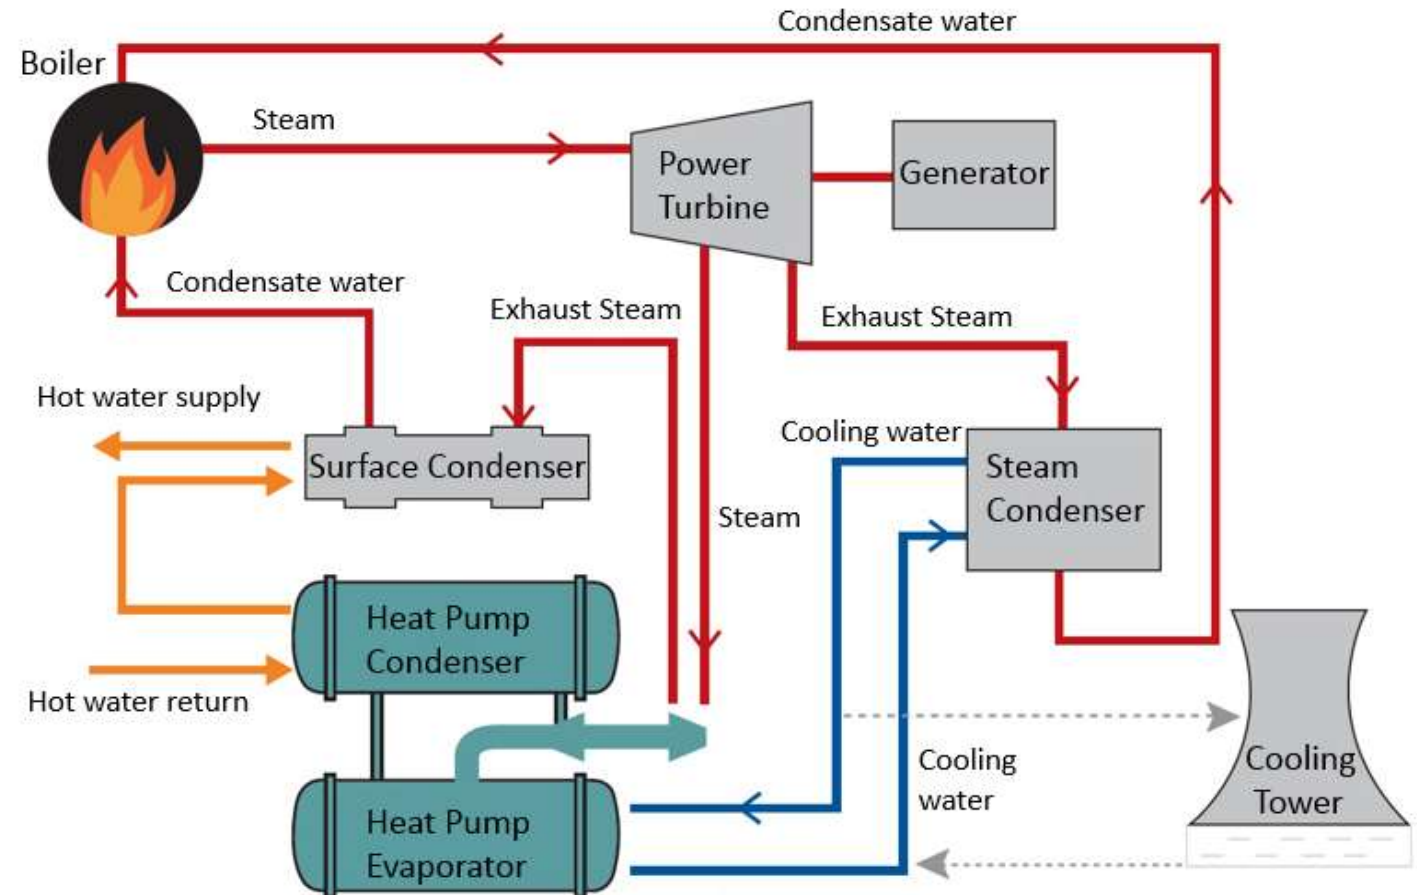 Condensate water
Boiler
Steam
Power
Turbine
Generator
Condensate water
Exhaust Steam
Exhaust Steam
Hot water supply
Cooling water
Surface Condenser
Steam
Condenser
Steam
Heat Pump
Condenser
Hot water return
Cooling
water
Cooling
Tower
Heat Pump
Evaporator